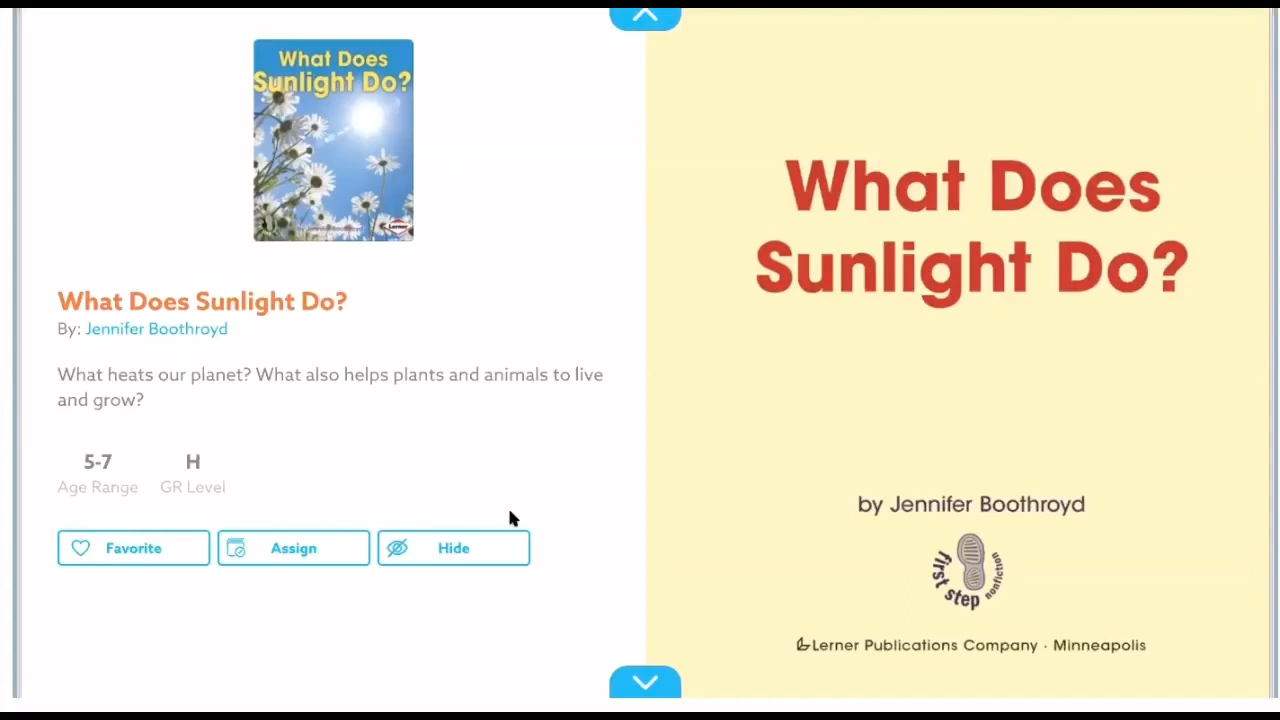 What Does
Sunlight Do?
Lerner
What Does Sunlight Do?
By: Jennifer Boothroyd
What heats our planet? What also helps plants and animals to live
and grow?
5-7 H
Age Range GR Level
Favorite Assign Hide
What Does
Sunlight Do?
by Jennifer Boothroyd
first step nonfiction
Lerner Publications Company · Minneapolis